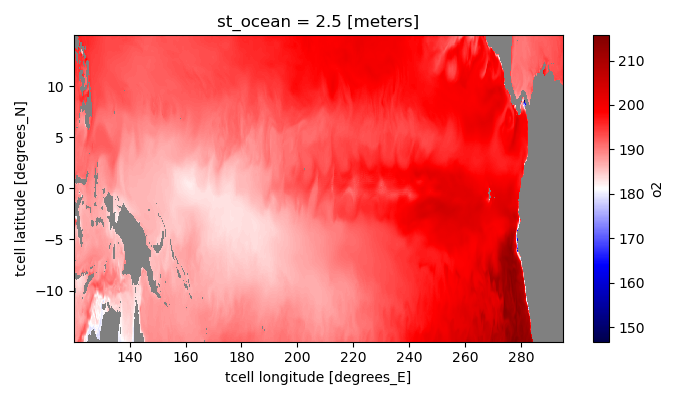 st_ocean = 2.5 [meters]
10
5
0
−5
−10
tcell latitude [degrees_N]
140 160 180 200 220 240 260 280
tcell longitude [degrees_E]
210
200
190
180
170
160
150
o2